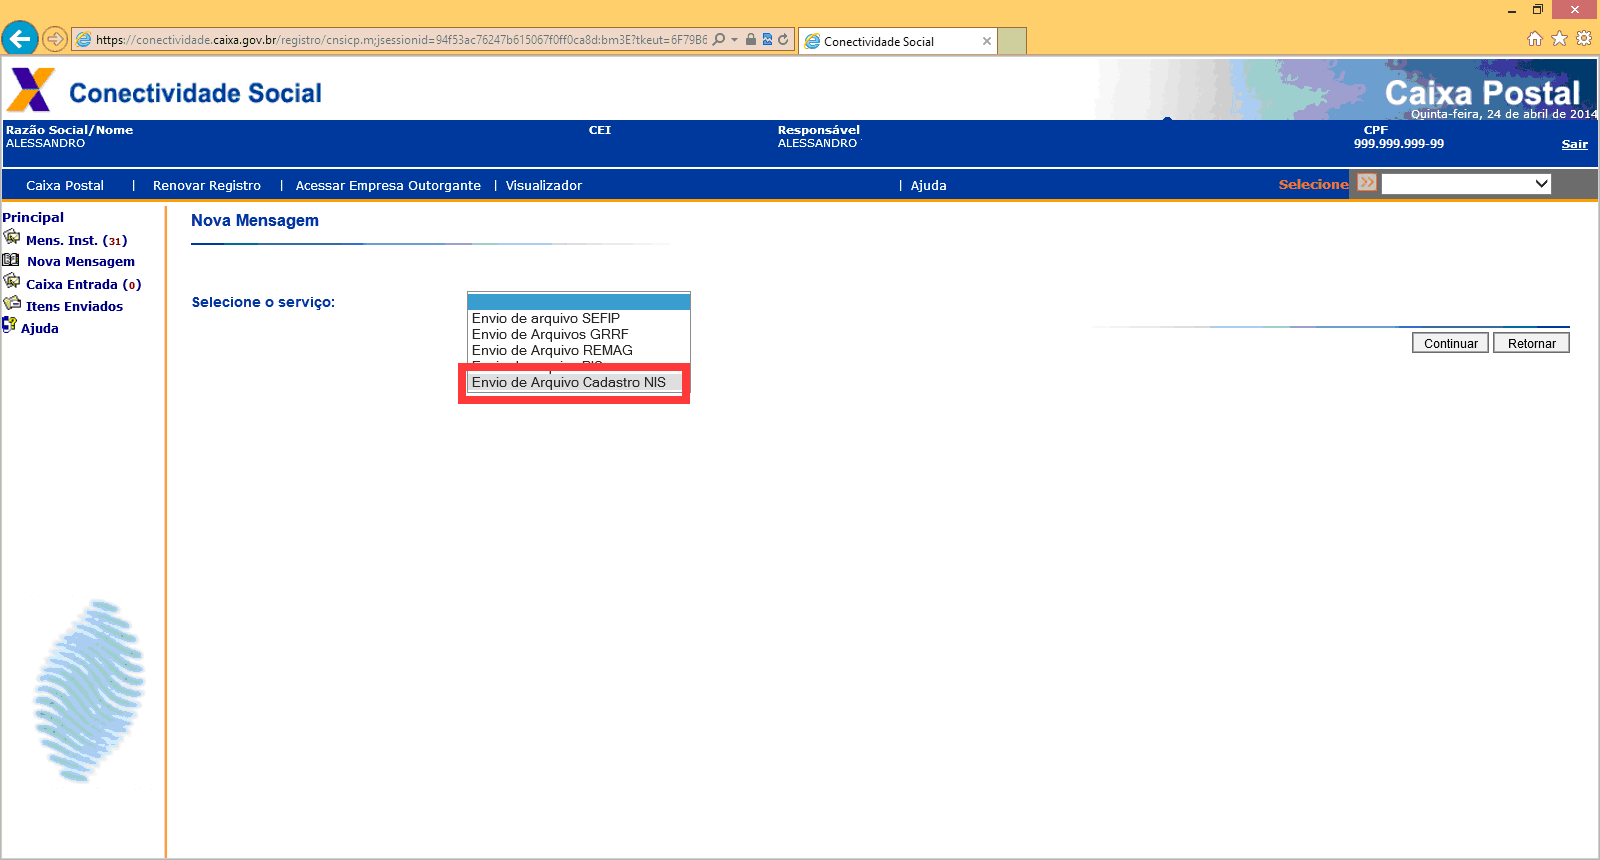 https://conectividade.caixa.gov.br/registro/cnsicp.m;jsessionid=94f53ac76247b615067f0ff0ca8d:bm3E?tkeut=6F79B6
Conectividade Social
Conectividade Social
Caixa Postal
Quinta-feira, 24 de abril de 2014
Razão Social/Nome CEI Responsável CPF
ALESSANDRO ALESSANDRO 999.999.999-99 Sair
Caixa Postal | Renovar Registro | Acessar Empresa Outorgante | Visualizador | Ajuda Selecione
Principal
Mens. Inst. (31)
Nova Mensagem
Caixa Entrada (0)
Itens Enviados
Ajuda
Nova Mensagem
Selecione o serviço:
Envio de arquivo SEFIP
Envio de Arquivos GRRF
Envio de Arquivo REMAG
Envio de Arquivo Cadastro NIS
Continuar Retornar